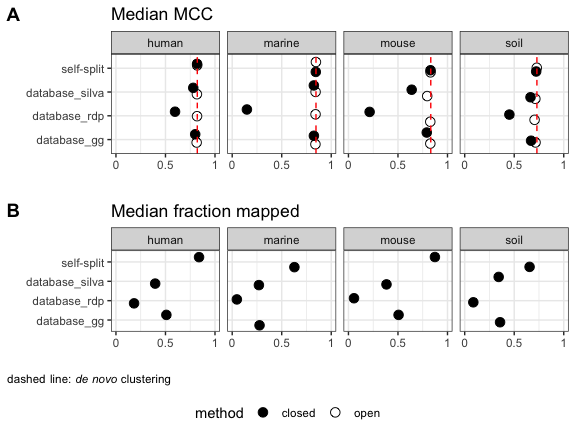 A Median MCC
human marine mouse soil
self-split
database_silva
database_rdp
database_gg
0 0.5 1 0 0.5 1 0 0.5 1 0 0.5 1
B Median fraction mapped
human marine mouse soil
self-split
database_silva
database_rdp
database_gg
0 0.5 1 0 0.5 1 0 0.5 1 0 0.5 1
dashed line: de novo clustering
method closed open